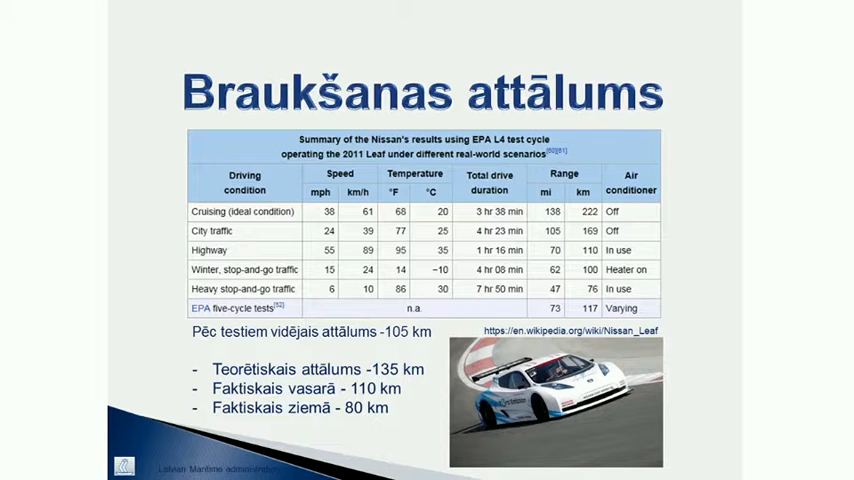 Braukšanas attālums
Summary of the Nissan's results using EPA L4 test cycle
operating the 2011 Leaf under different real-world scenarios[60][61]
Driving condition Speed Temperature Total drive duration Range Air conditioner
mph km/h °F °C mi km
Cruising (ideal condition) 38 61 68 20 3 hr 38 min 138 222 Off
City traffic 24 39 77 25 4 hr 23 min 105 169 Off
Highway 55 89 95 35 1 hr 16 min 70 110 In use
Winter, stop-and-go traffic 15 24 14 −10 4 hr 08 min 62 100 Heater on
Heavy stop-and-go traffic 6 10 86 30 7 hr 50 min 47 76 In use
EPA five-cycle tests[52] n.a. 73 117 Varying
Pēc testiem vidējais attālums -105 km
https://en.wikipedia.org/wiki/Nissan_Leaf
- Teorētiskais attālums -135 km
- Faktiskais vasarā - 110 km
- Faktiskais ziemā - 80 km
Latvian Maritime administration